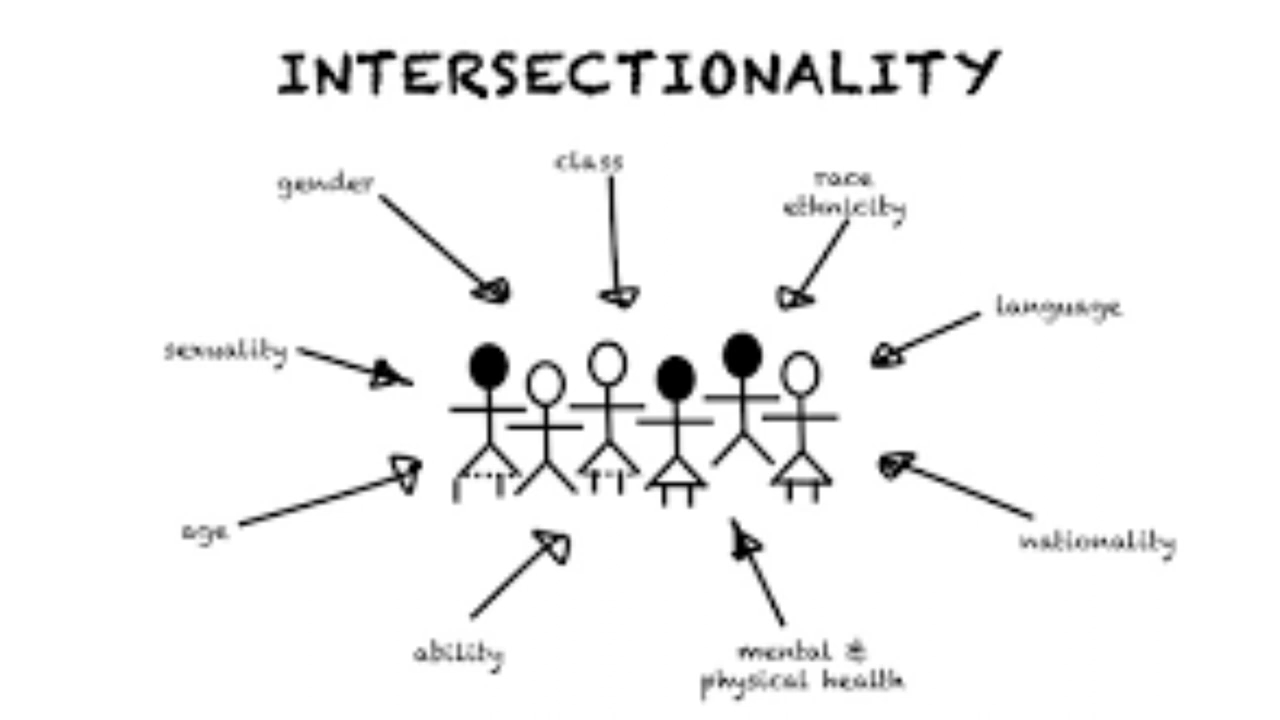 INTERSECTIONALITY
class
gender
race
ethnicity
language
sexuality
age
nationality
ability
mental &
physical health